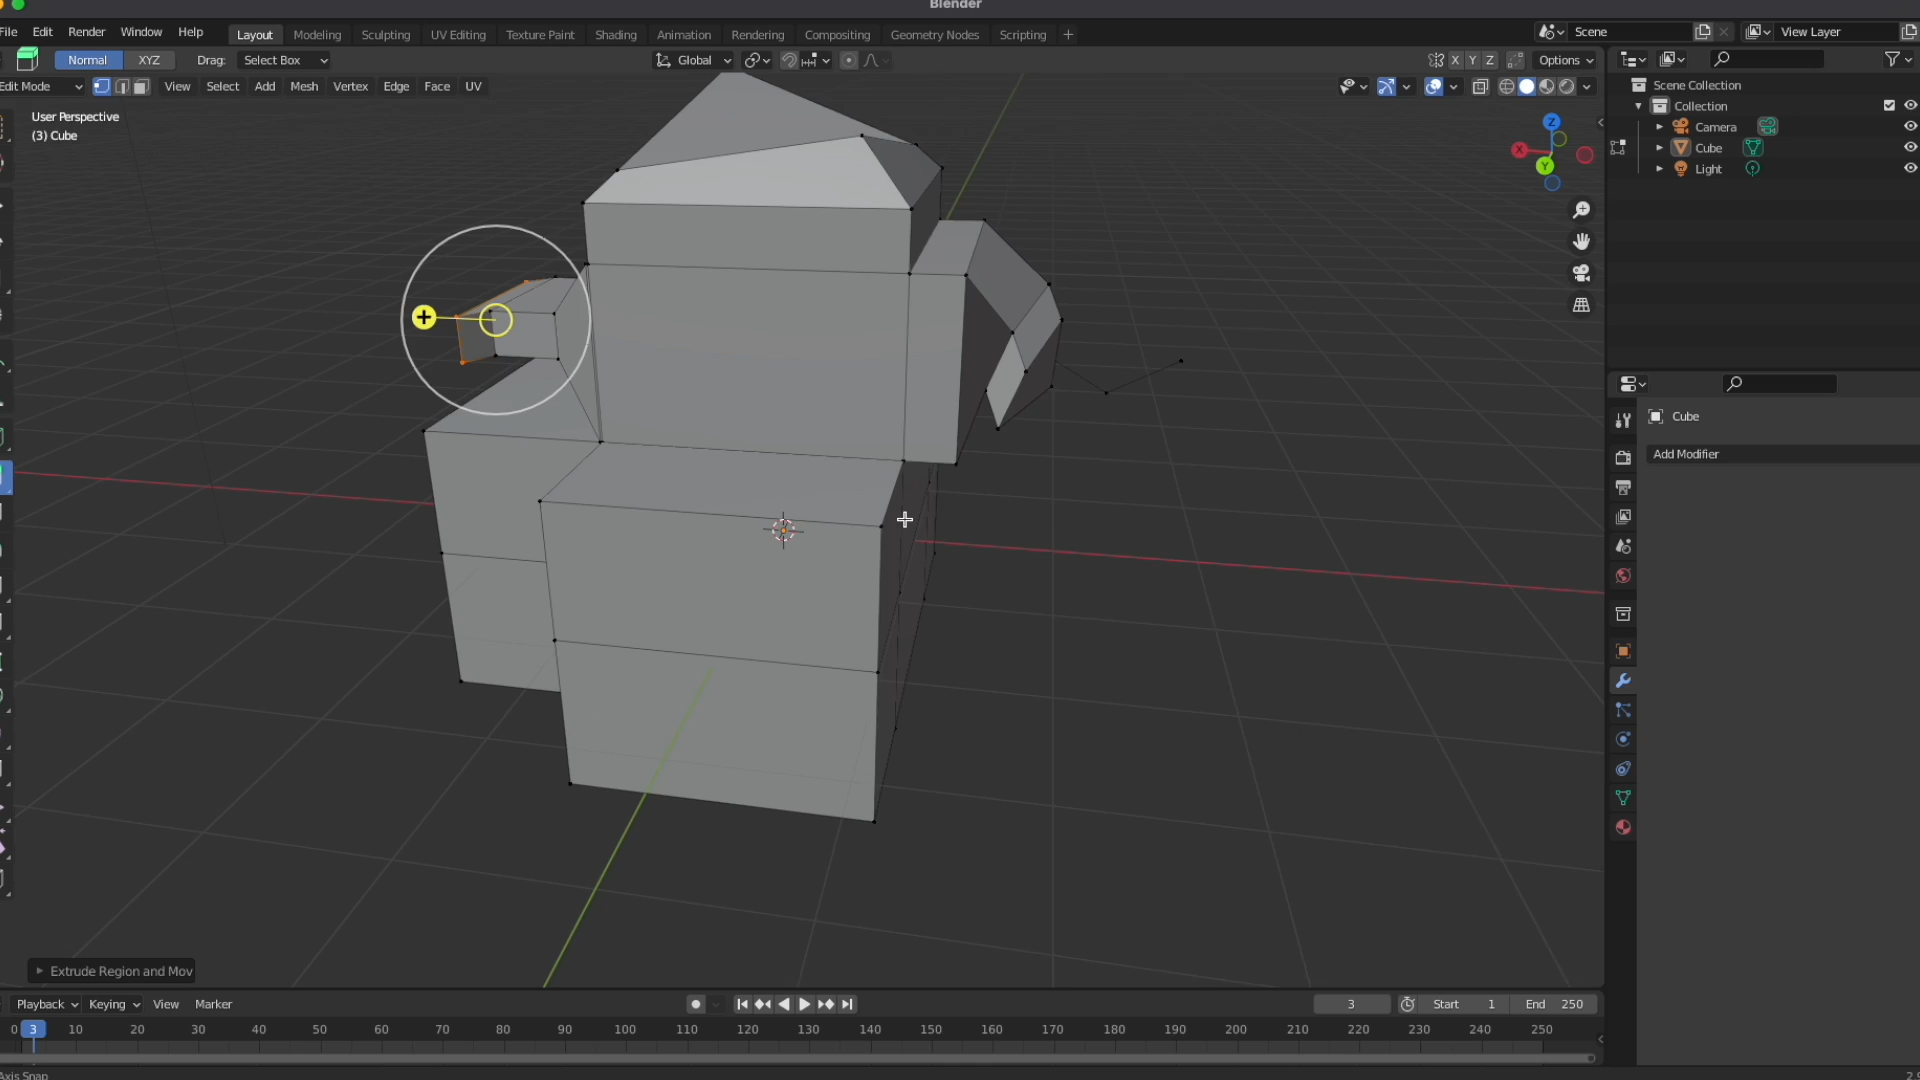 Blender
File Edit Render Window Help Layout Modeling Sculpting UV Editing Texture Paint Shading Animation Rendering Compositing Geometry Nodes Scripting + Scene View Layer
Normal XYZ Drag: Select Box Global X Y Z Options
Edit Mode View Select Add Mesh Vertex Edge Face UV
Scene Collection
Collection
Camera
Cube
Light
User Perspective
(3) Cube
Z
X
Y
Cube
Add Modifier
Extrude Region and Mov
Playback Keying View Marker 3 Start 1 End 250
0 3 10 20 30 40 50 60 70 80 90 100 110 120 130 140 150 160 170 180 190 200 210 220 230 240 250
Axis Snap